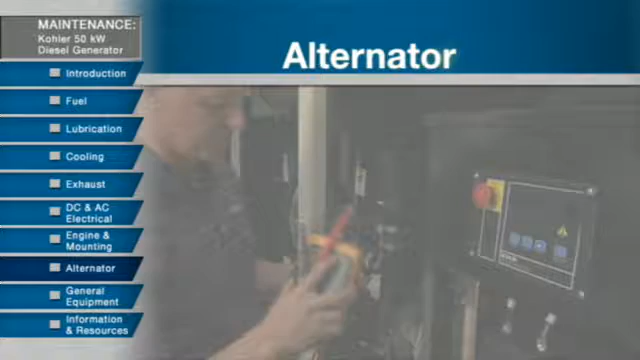 MAINTENANCE:
Kohler 50 kW
Diesel Generator
Introduction
Fuel
Lubrication
Cooling
Exhaust
DC & AC
Electrical
Engine &
Mounting
Alternator
General
Equipment
Information
& Resources
Alternator